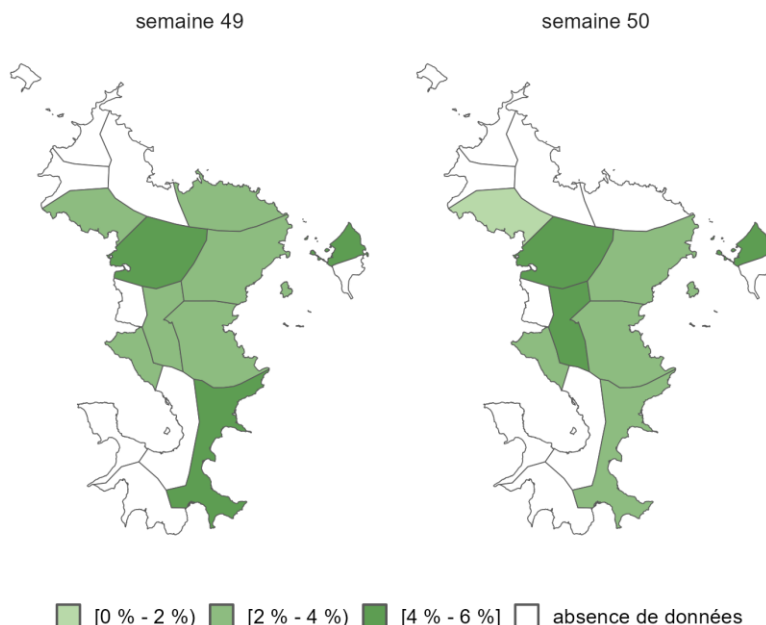 semaine 49
semaine 50
[0 % - 2 %) [2 % - 4 %) [4 % - 6 %] absence de données